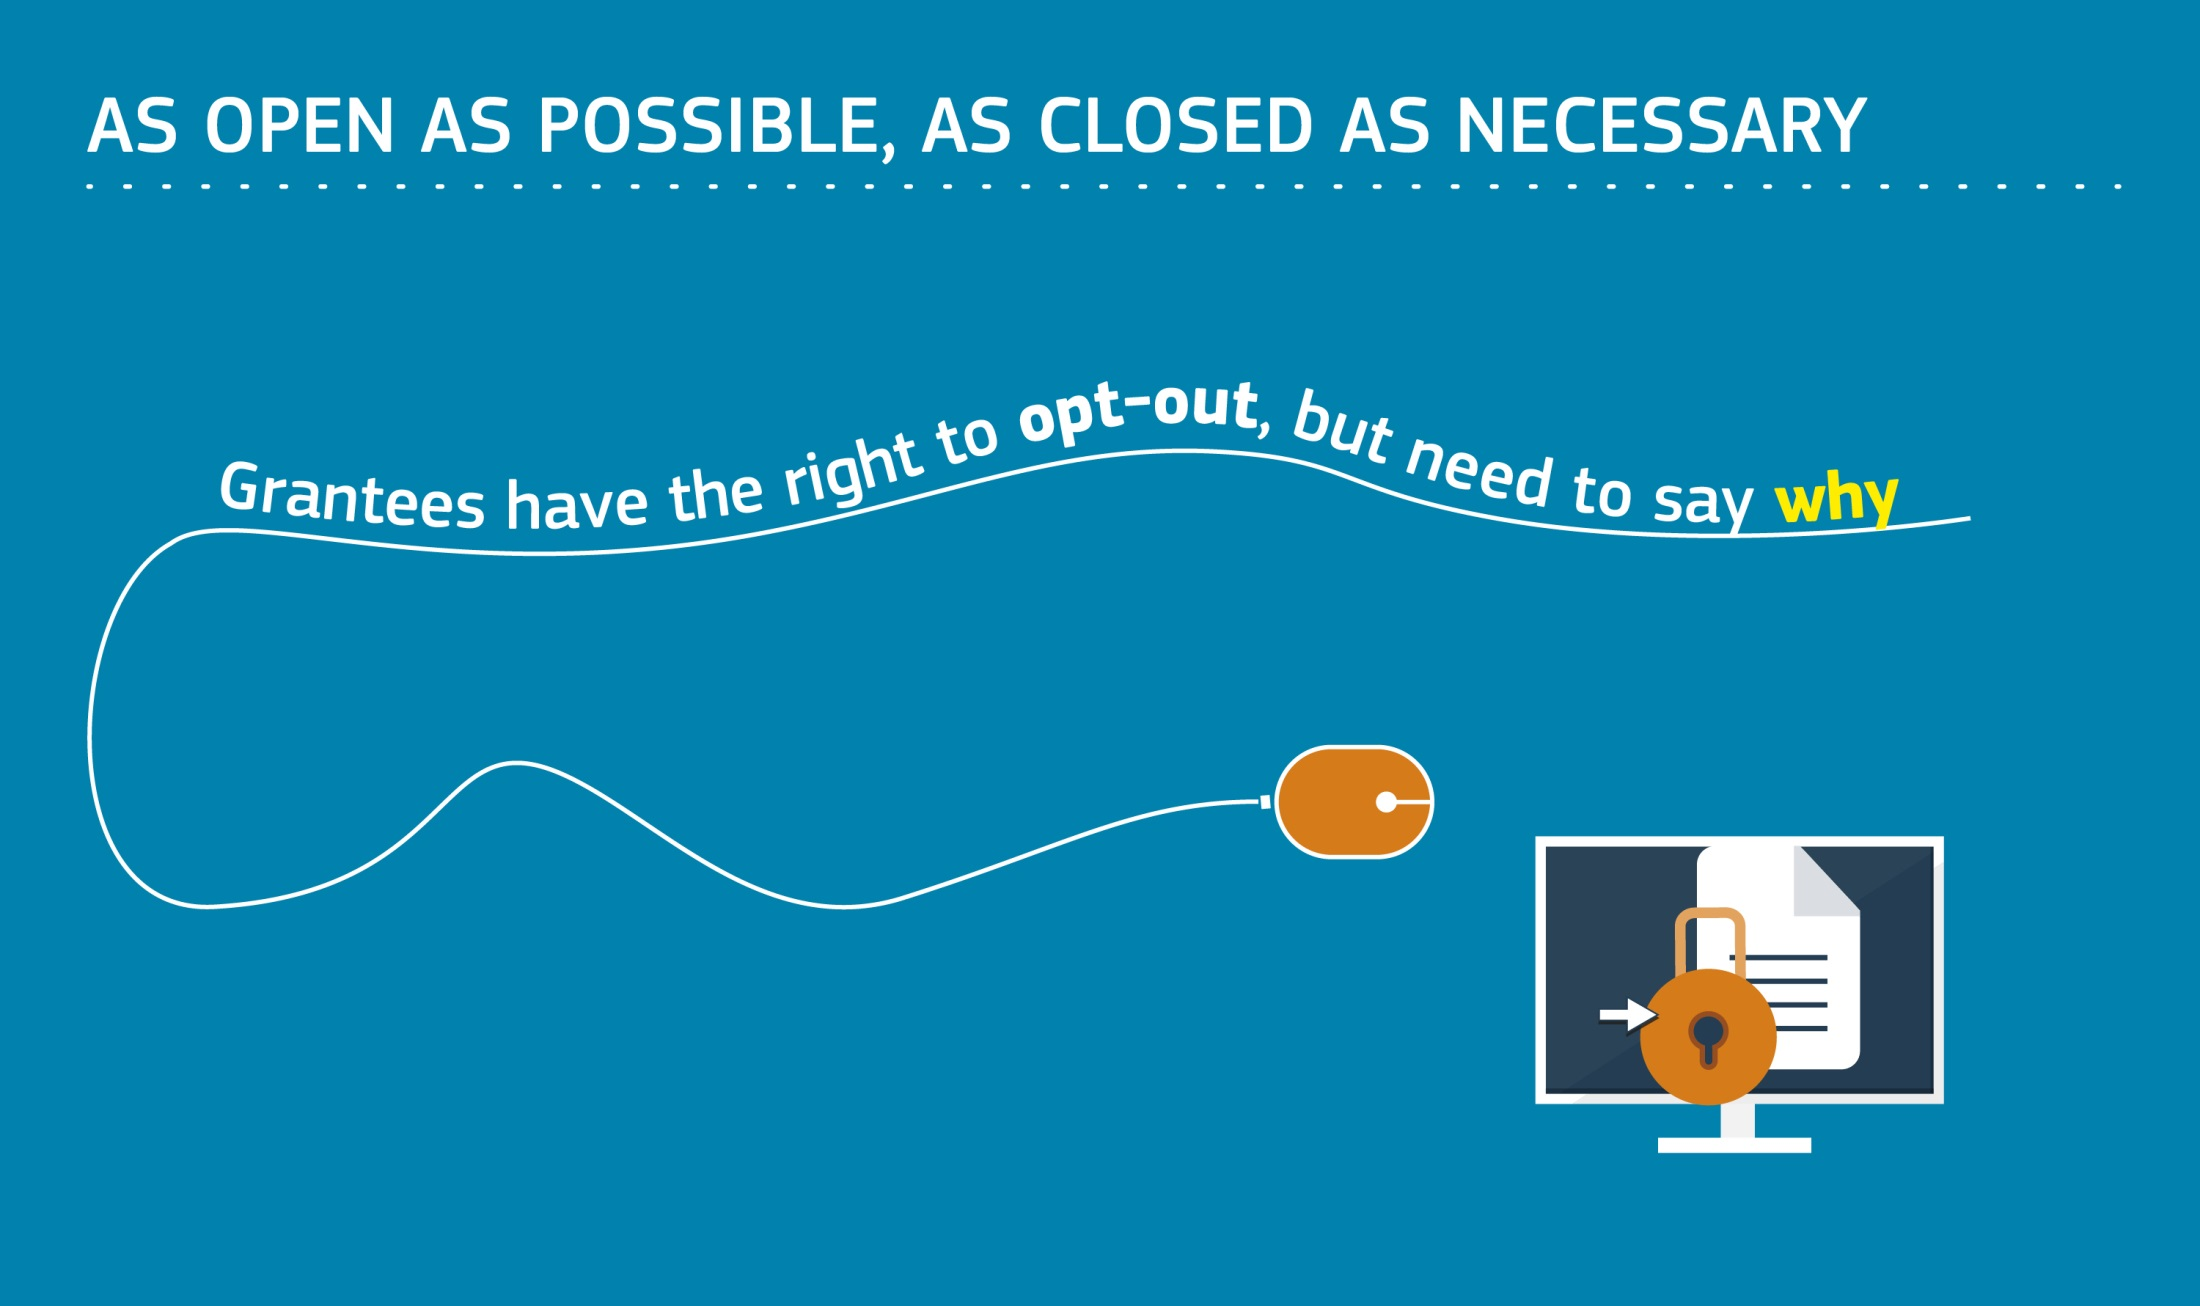 AS OPEN AS POSSIBLE, AS CLOSED AS NECESSARY
Grantees have the right to opt-out, but need to say why